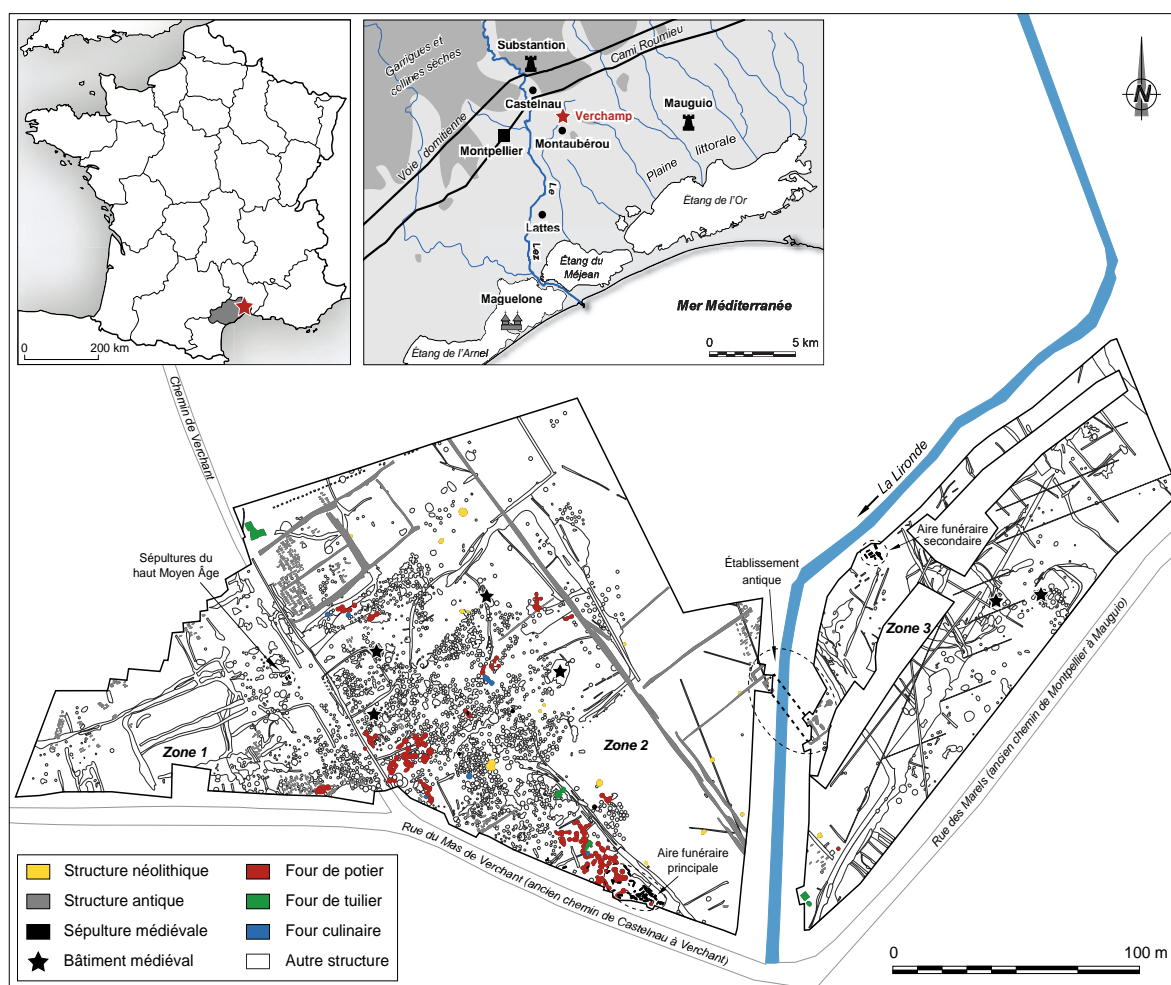 0
200 km
Garrigues et
collines sèches
Substantion
Cami Roumieu
Castelnau
Verchamp
Mauguio
Montpellier
Montaubérou
Voie domitienne
Plaine littorale
Le
Lez
Lattes
Étang de l'Or
Étang du
Méjean
Maguelone
Mer Méditerranée
Étang de l'Arnel
0
5 km
N
Chemin de Verchant
La Lironde
Sépultures du
haut Moyen Âge
Établissement
antique
Aire funéraire
secondaire
Zone 3
Zone 1
Zone 2
Aire funéraire
principale
Rue du Mas de Verchant (ancien chemin de Castelnau à Verchant)
Rue des Marels (ancien chemin de Montpellier à Mauguio)
Structure néolithique
Structure antique
Sépulture médiévale
Bâtiment médiéval
Four de potier
Four de tuilier
Four culinaire
Autre structure
0
100 m